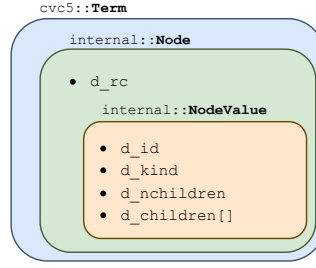 cvc5::Term
internal::Node
• d_rc
internal::NodeValue
• d_id
• d_kind
• d_nchildren
• d_children[]